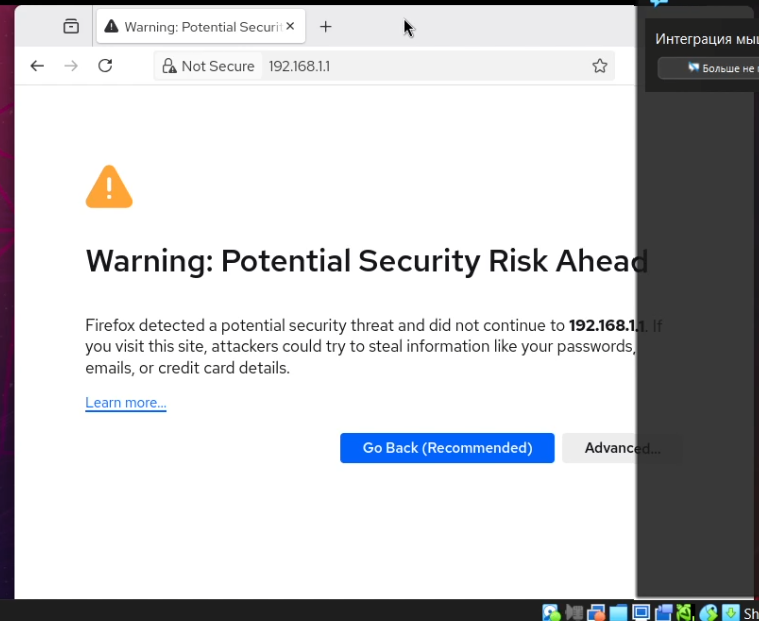 Warning: Potential Securi
Not Secure 192.168.1.1
Интеграция
Больше не
Warning: Potential Security Risk Ahead
Firefox detected a potential security threat and did not continue to 192.168.1.1. If
you visit this site, attackers could try to steal information like your passwords,
emails, or credit card details.
Learn more...
Go Back (Recommended)
Advanced...
Sh